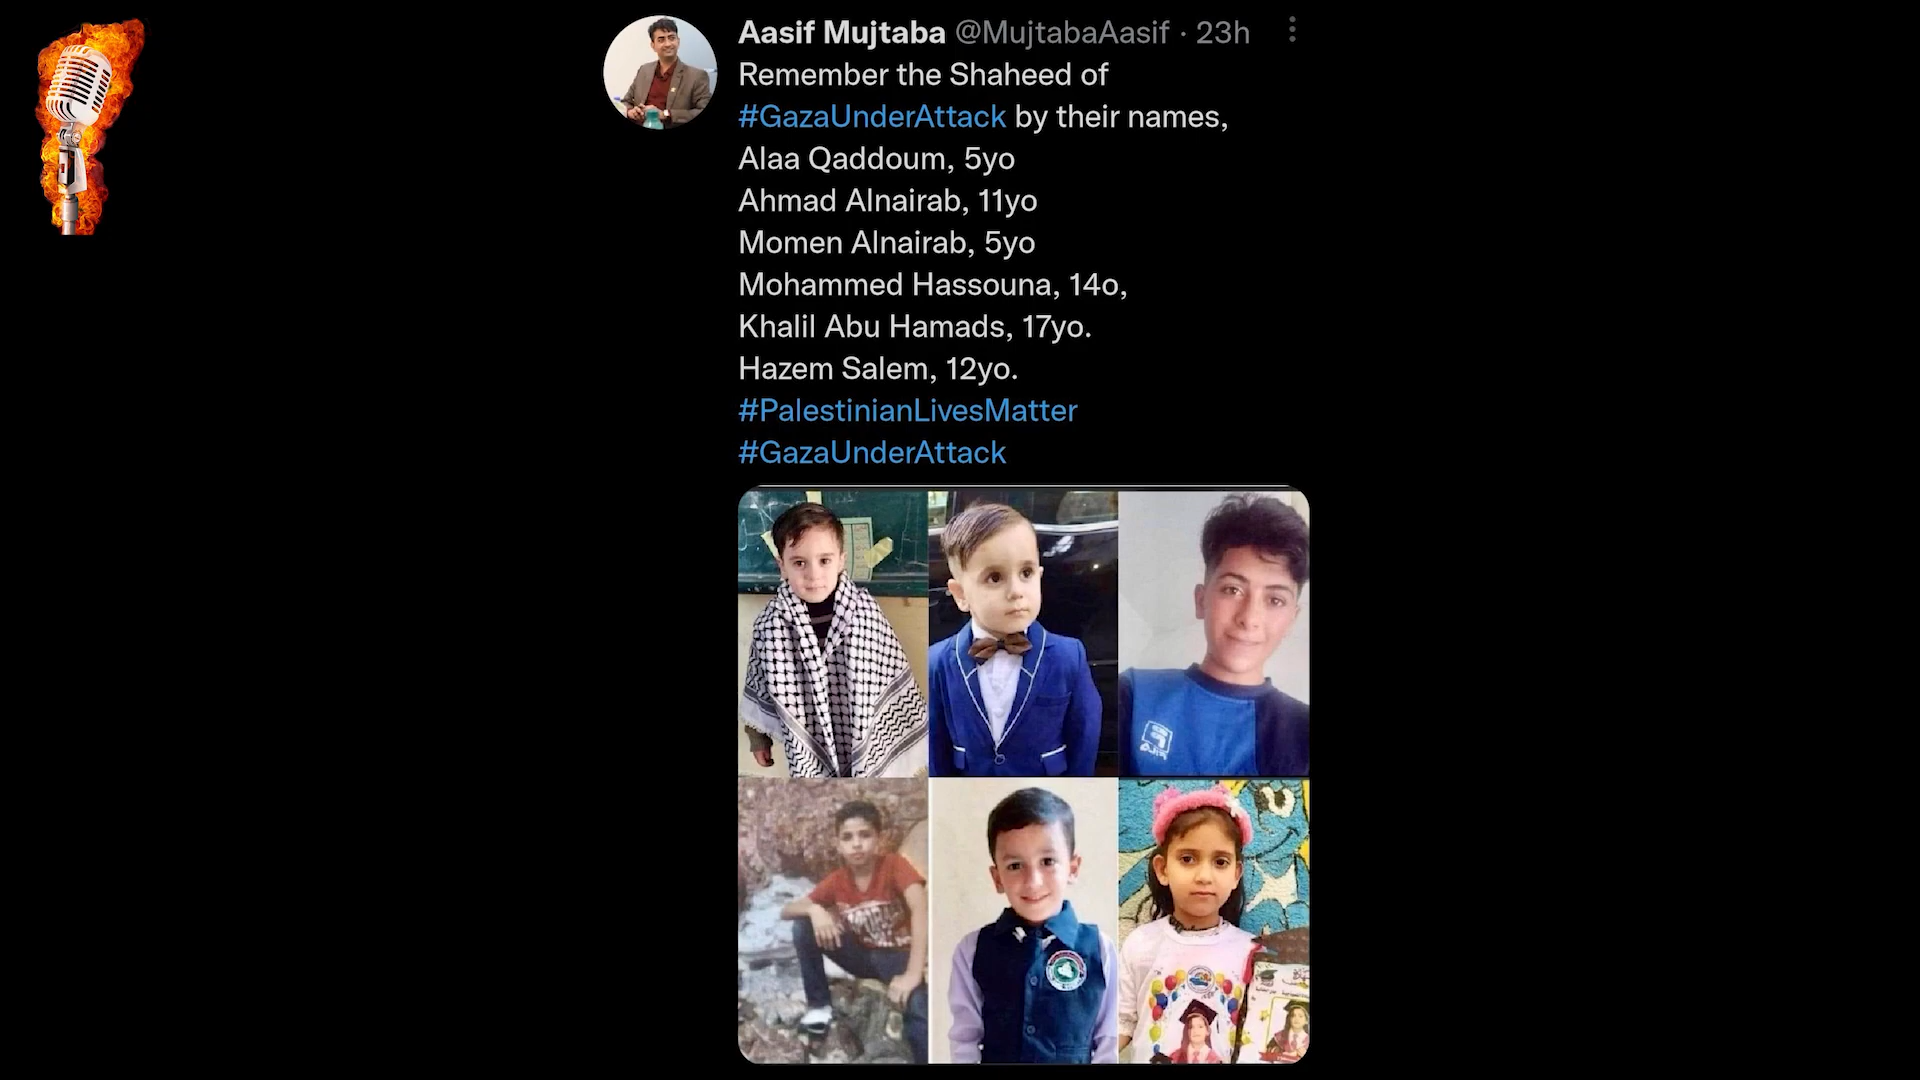 Aasif Mujtaba @MujtabaAasif · 23h
Remember the Shaheed of
#GazaUnderAttack by their names,
Alaa Qaddoum, 5yo
Ahmad Alnairab, 11yo
Momen Alnairab, 5yo
Mohammed Hassouna, 14o,
Khalil Abu Hamads, 17yo.
Hazem Salem, 12yo.
#PalestinianLivesMatter
#GazaUnderAttack